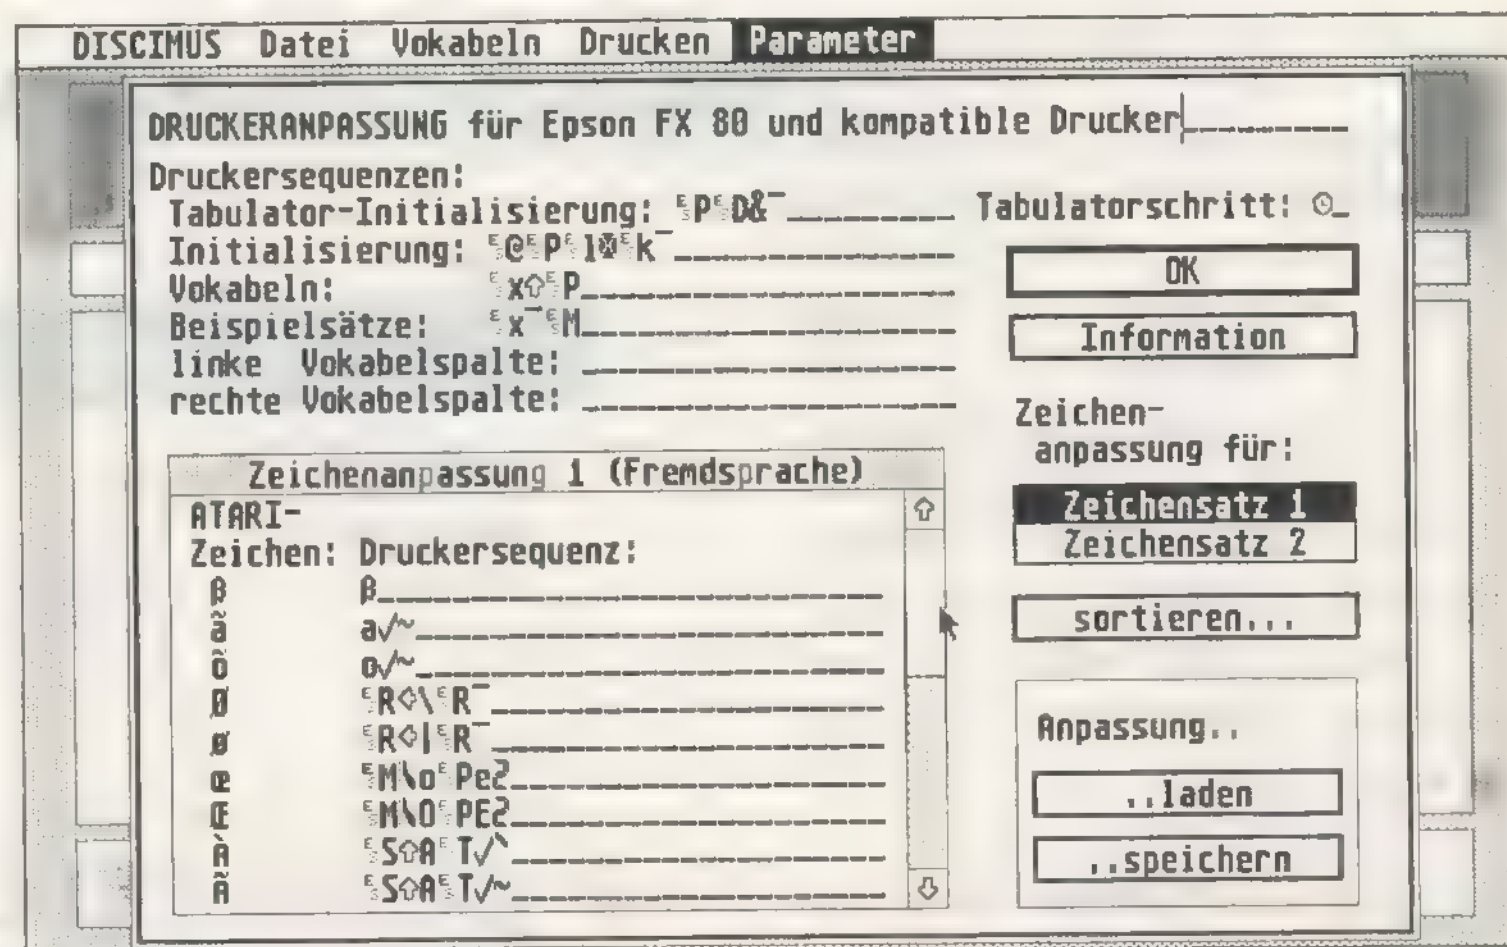 DISCIMUS Datei Vokabeln Drucken Parameter
DRUCKERANPASSUNG für Epson FX 80 und kompatible Drucker
Druckersequenzen:
Tabulator-Initialisierung: ␛P␛D&¯
Tabulatorschritt: ◷
Initialisierung: ␛@␛P␛l␛k¯
Vokabeln: ␛x⇧␛P
Beispielsätze: ␛x¯␛M
linke Vokabelspalte:
rechte Vokabelspalte:
OK
Information
Zeichen-
anpassung für:
Zeichensatz 1
Zeichensatz 2
sortieren...
Anpassung..
..laden
..speichern
Zeichenanpassung 1 (Fremdsprache)
ATARI-
Zeichen: Druckersequenz:
β β
ã a√~
õ o√~
Ø ␛R◇\␛R¯
ø ␛R◇|␛R¯
œ ␛M\o␛Pe
Œ ␛M\O␛PE
À ␛S⇧A␛T√`
Ã ␛S⇧A␛T√~